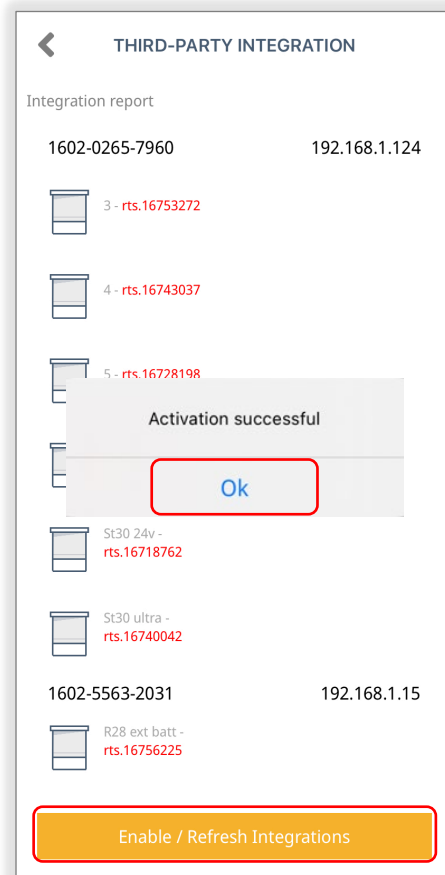 THIRD-PARTY INTEGRATION
Integration report
1602-0265-7960 192.168.1.124
3 - rts.16753272
4 - rts.16743037
5 - rts.16728198
Activation successful
Ok
St30 24v -
rts.16718762
St30 ultra -
rts.16740042
1602-5563-2031 192.168.1.15
R28 ext batt -
rts.16756225
Enable / Refresh Integrations